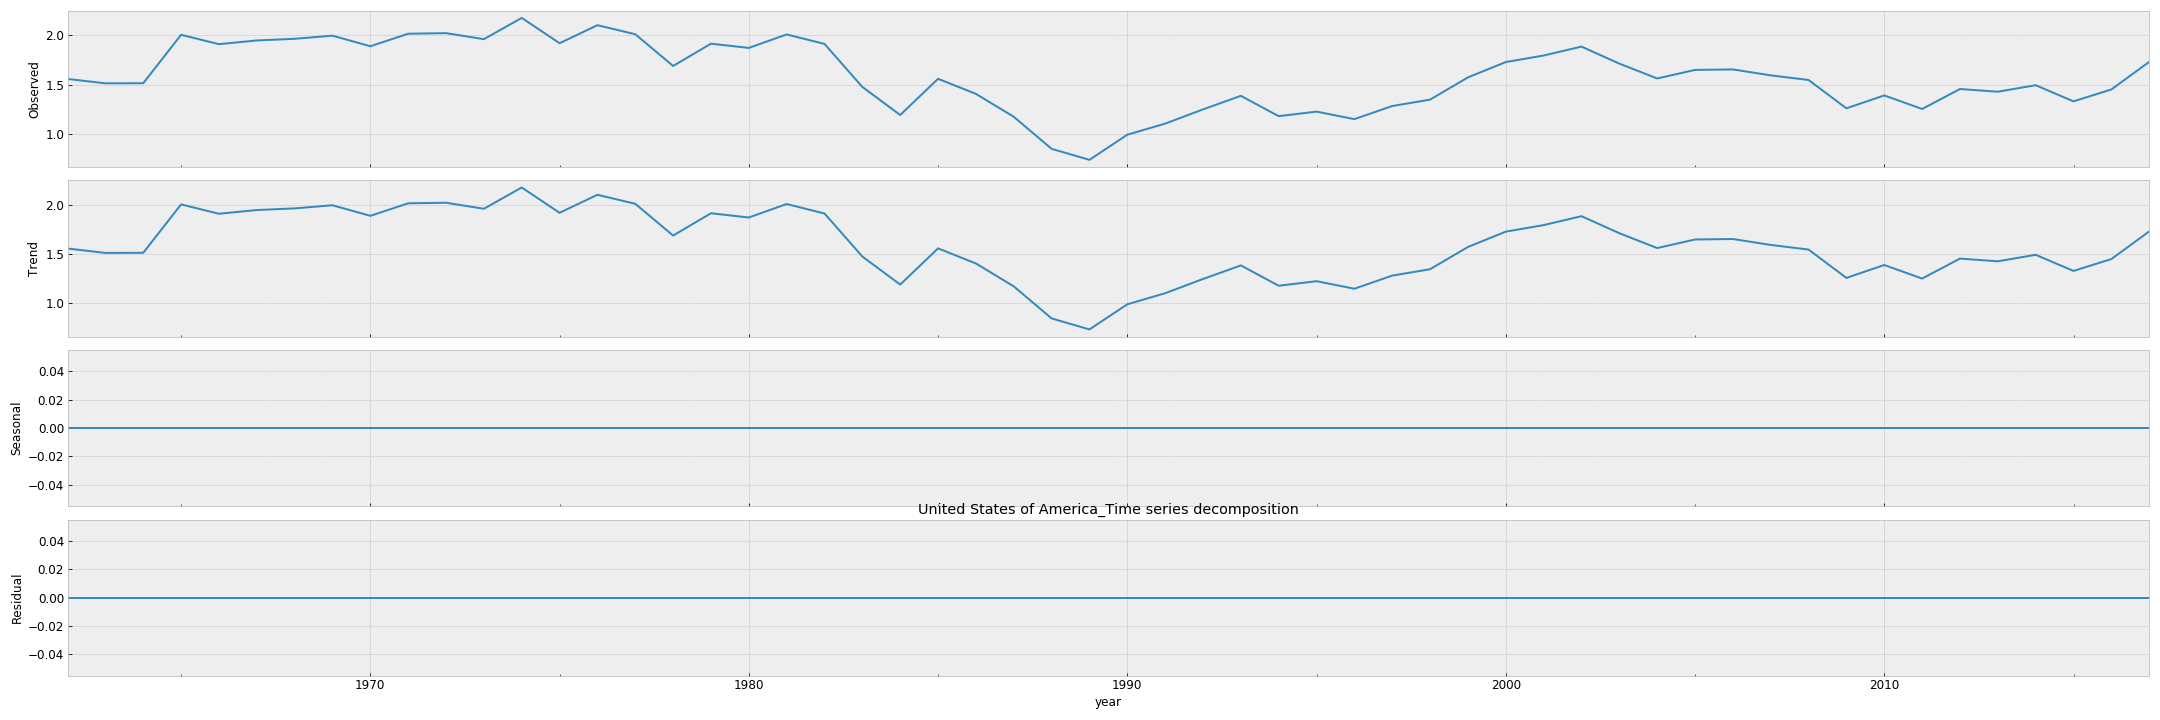 2.0
1.5
1.0
Observed
2.0
1.5
1.0
Trend
0.04
0.02
0.00
−0.02
−0.04
Seasonal
United States of America_Time series decomposition
0.04
0.02
0.00
−0.02
−0.04
Residual
1970 1980 1990 2000 2010
year